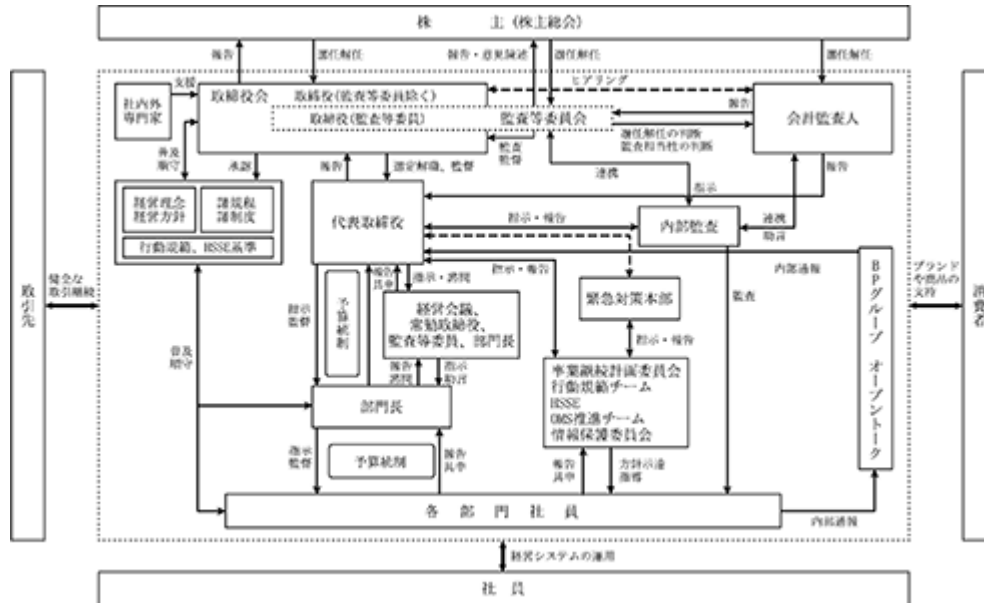 株 主（株主総会）
報告
選任解任
報告・意見陳述
選任解任
選任解任
支援
ヒアリング
社内外
専門家
取締役会 取締役（監査等委員除く）
取締役（監査等委員）
監査等委員会
会計監査人
報告
選任解任の判断
監査相当性の判断
監査
監督
普及
順守
承認
報告
選定解職、監督
連携
指示
報告
経営理念
経営方針
諸規程
諸制度
行動規範、HSSE基準
代表取締役
指示・報告
内部監査
連携
助言
取引先
健全な
取引継続
報告
具申
指示・諮問
指示・報告
内部通報
BPグループ オープントーク
ブランド
や商品の
支持
消費者
指示
監督
予算統制
経営会議、
常勤取締役、
監査等委員、部門長
緊急対策本部
監査
普及
順守
報告
諮問
指示
助言
指示・報告
事業継続計画委員会
行動規範チーム
HSSE
OMS推進チーム
情報保護委員会
部門長
指示
監督
予算統制
報告
具申
報告
具申
方針示達
指導
各部門社員
内部通報
経営システムの運用
社員